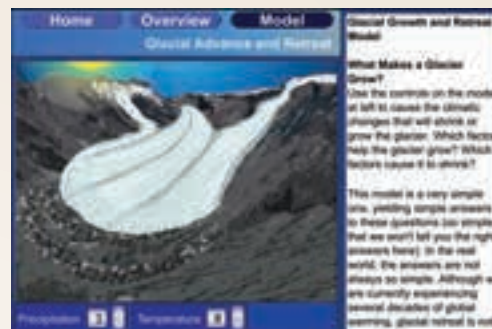 Home Overview Model
Glacial Advance and Retreat
Precipitation 3 Temperature 8
Glacial Growth and Retreat
Model
What Makes a Glacier
Grow?
Use the controls on the model
at left to cause the climatic
changes that will shrink or
grow the glacier. Which factors
help the glacier grow? Which
factors cause it to shrink?
This model is a very simple
one, yielding simple answers
to these questions (so simple
that we won't tell you the right
answers here). In the real
world, the answers are not
always so simple. Although we
are currently experiencing
several decades of global
warming, glacial retreat is not